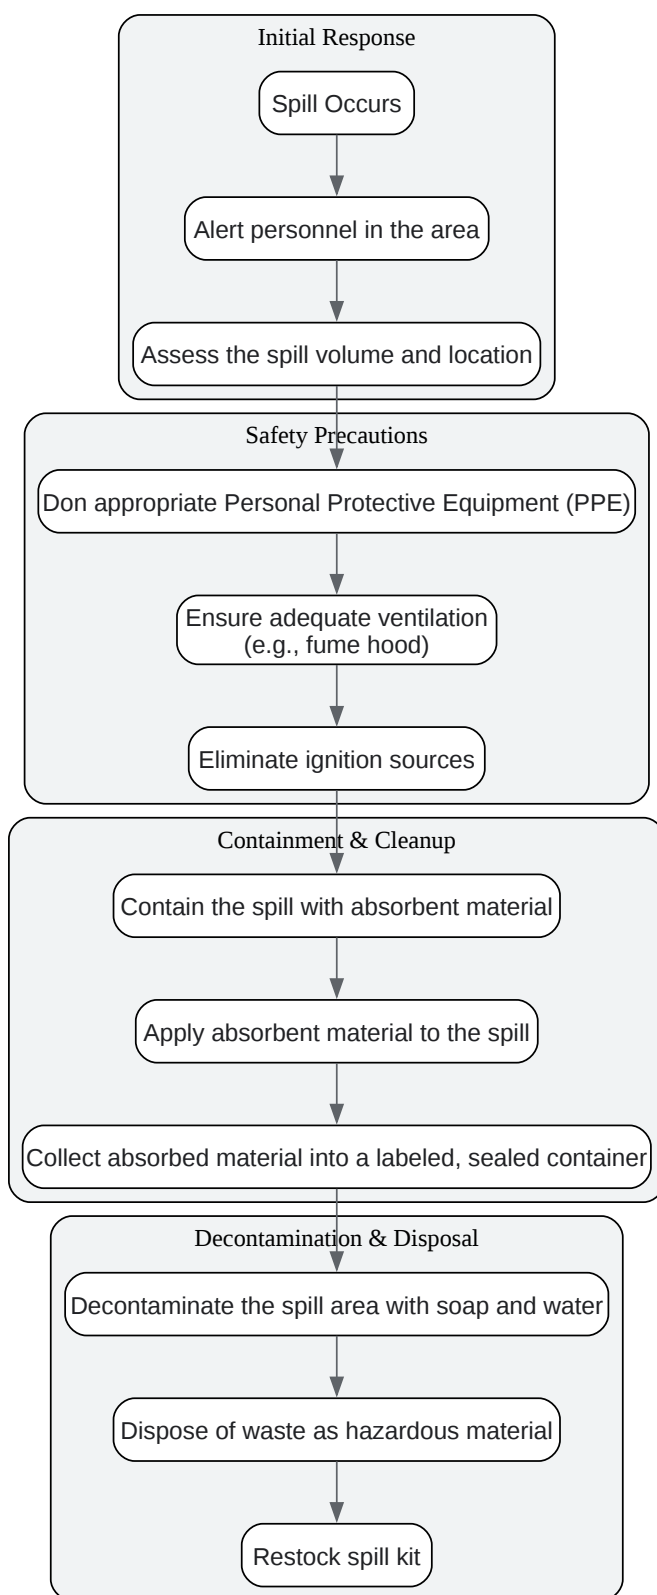 Initial Response
Spill Occurs
Alert personnel in the area
Assess the spill volume and location
Safety Precautions
Don appropriate Personal Protective Equipment (PPE)
Ensure adequate ventilation
(e.g., fume hood)
Eliminate ignition sources
Containment & Cleanup
Contain the spill with absorbent material
Apply absorbent material to the spill
Collect absorbed material into a labeled, sealed container
Decontamination & Disposal
Decontaminate the spill area with soap and water
Dispose of waste as hazardous material
Restock spill kit